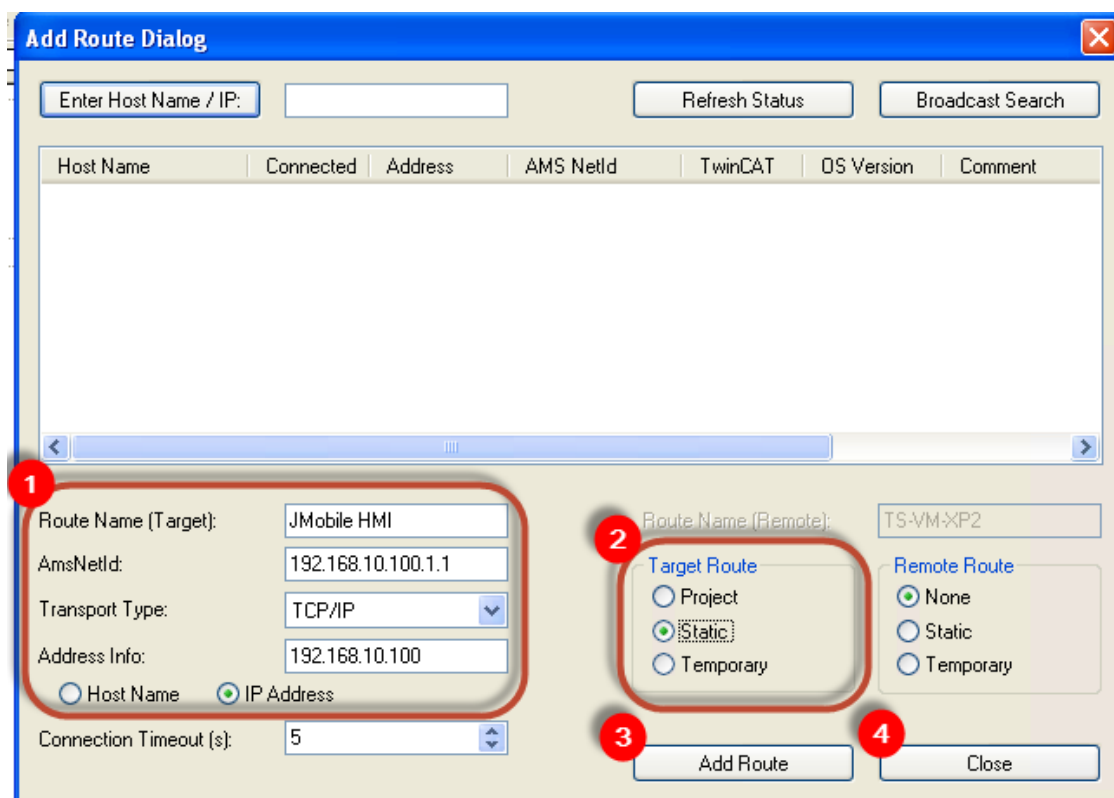 Add Route Dialog
Enter Host Name / IP: Refresh Status Broadcast Search
Host Name Connected Address AMS NetId TwinCAT OS Version Comment
1
Route Name (Target): JMobile HMI Route Name (Remote): TS-VM-XP2
2
AmsNetId: 192.168.10.100.1.1 Target Route Remote Route
Project None
Transport Type: TCP/IP
Static Static
Address Info: 192.168.10.100
Temporary Temporary
Host Name IP Address
Connection Timeout (s): 5
3 4
Add Route Close